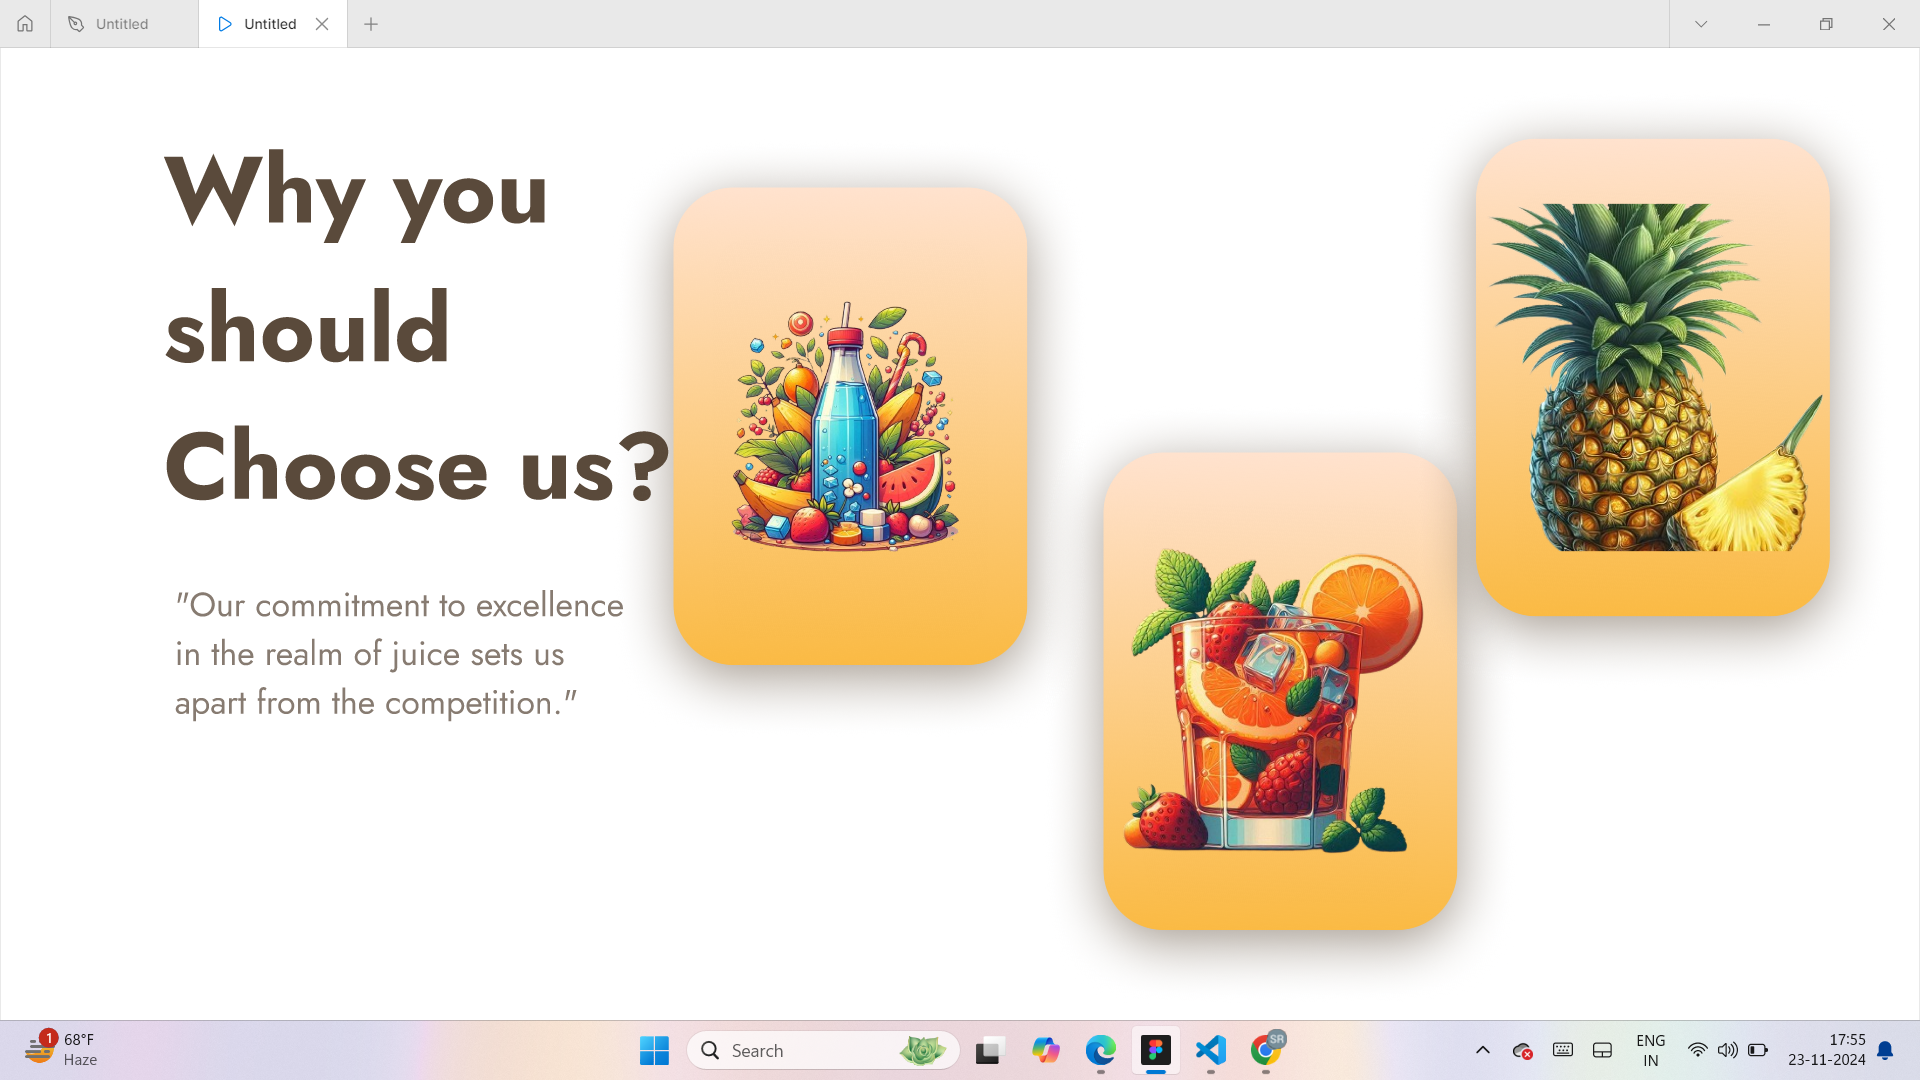 Untitled
Untitled
Why you
should
Choose us?
"Our commitment to excellence
in the realm of juice sets us
apart from the competition."
1
68°F
Haze
Search
SR
ENG
IN
17:55
23-11-2024